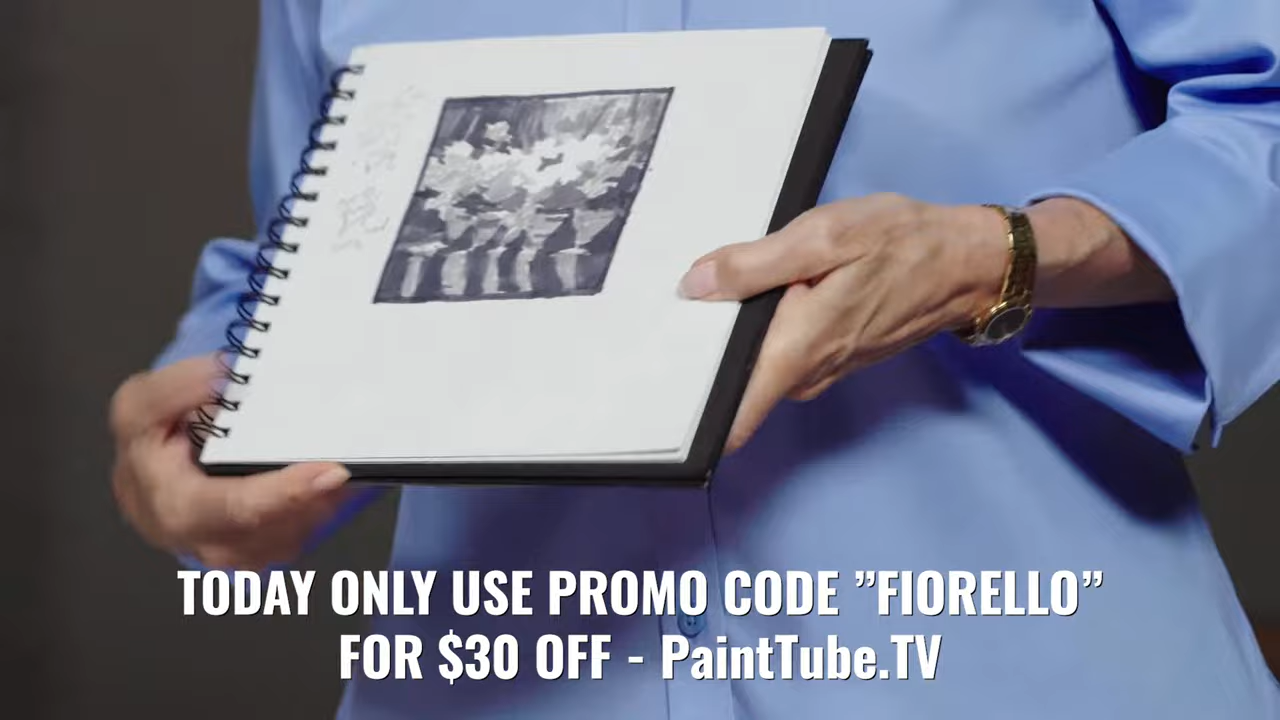 TODAY ONLY USE PROMO CODE ”FIORELLO”
FOR $30 OFF - PaintTube.TV